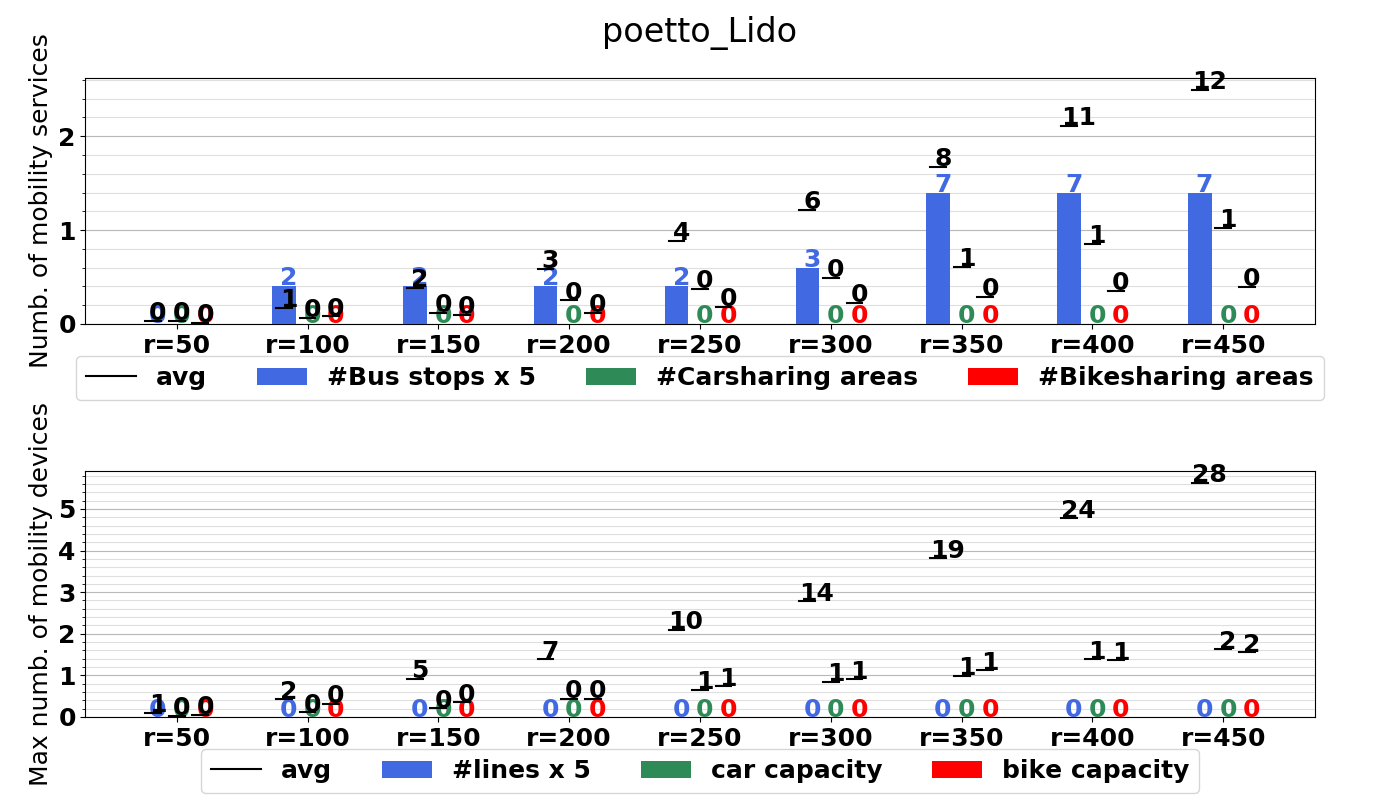 poetto_Lido
Numb. of mobility services
12
11
2
8
7 7 7
6
4
3
1
3
1 1 1
2 2 2 2 2
0 0 0 0 0
1 0 0 0 0 0 0
0 0 0 0 0 0 0 0 0
0 0 0 0 0 0 0 0 0 0 0 0 0 0 0 0 0
r=50 r=100 r=150 r=200 r=250 r=300 r=350 r=400 r=450
avg #Bus stops x 5 #Carsharing areas #Bikesharing areas
Max numb. of mobility devices
28
5
24
4
19
3
14
2
10
7
2 2
1 1
5
1 1
1
1 1
1 1
2
0 0 0 0 0 0
1 0 0 0 0 0 0 0 0 0 0 0 0 0 0 0 0 0 0 0 0 0 0 0 0 0 0 0
r=50 r=100 r=150 r=200 r=250 r=300 r=350 r=400 r=450
avg #lines x 5 car capacity bike capacity